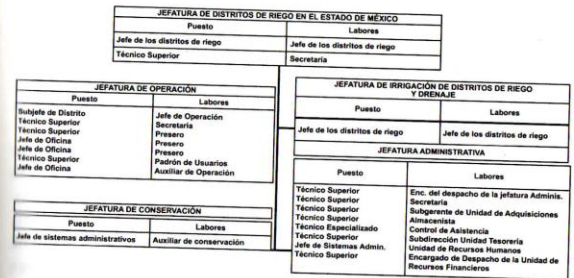 JEFATURA DE DISTRITOS DE RIEGO EN EL ESTADO DE MÉXICO
Puesto Labores
Jefe de los distritos de riego Jefe de los distritos de riego
Técnico Superior Secretaria
JEFATURA DE OPERACIÓN
Puesto Labores
Subjefe de Distrito Jefe de Operación
Técnico Superior Secretaria
Técnico Superior Presero
Jefe de Oficina Presero
Jefe de Oficina Presero
Técnico Superior Padrón de Usuarios
Jefe de Oficina Auxiliar de Operación
JEFATURA DE CONSERVACIÓN
Puesto Labores
Jefe de sistemas administrativos Auxiliar de conservación
JEFATURA DE IRRIGACIÓN DE DISTRITOS DE RIEGO
Y DRENAJE
Puesto Labores
Jefe de los distritos de riego Jefe de los distritos de riego
JEFATURA ADMINISTRATIVA
Puesto Labores
Técnico Superior Enc. del despacho de la jefatura Adminis.
Técnico Superior Secretaria
Técnico Superior Subgerente de Unidad de Adquisiciones
Técnico Superior Almacenista
Técnico Especializado Control de Asistencia
Técnico Superior Subdirección Unidad Tesorería
Jefe de Sistemas Admin. Unidad de Recursos Humanos
Técnico Superior Encargado de Despacho de la Unidad de
Recursos Financieros